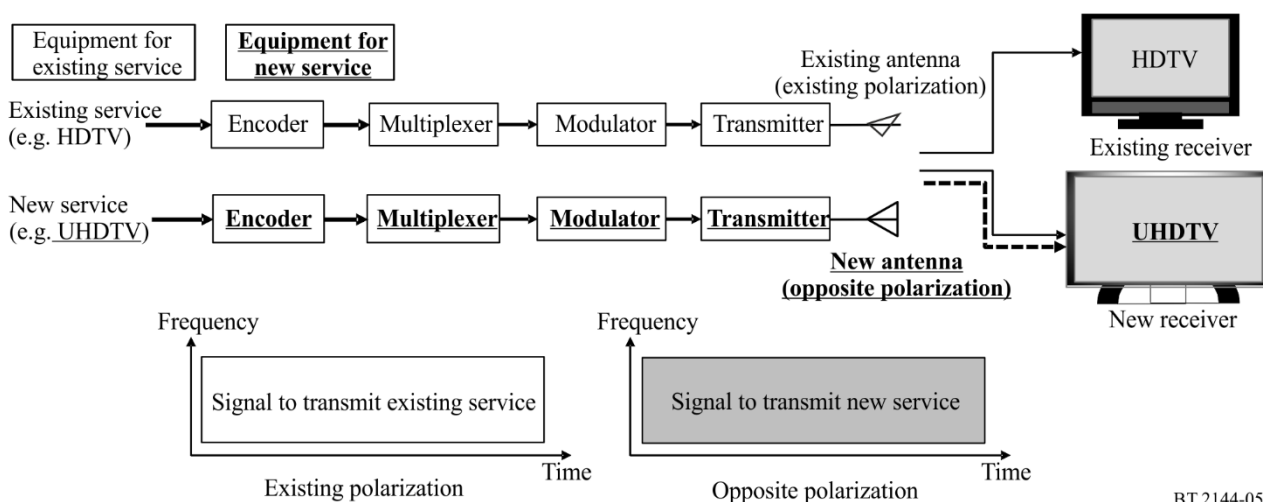 Equipment for
existing service
Equipment for
new service
Existing service
(e.g. HDTV)
Encoder
Multiplexer
Modulator
Transmitter
Existing antenna
(existing polarization)
HDTV
Existing receiver
New service
(e.g. UHDTV)
Encoder
Multiplexer
Modulator
Transmitter
New antenna
(opposite polarization)
UHDTV
New receiver
Frequency
Signal to transmit existing service
Time
Existing polarization
Frequency
Signal to transmit new service
Time
Opposite polarization
BT.2144-05